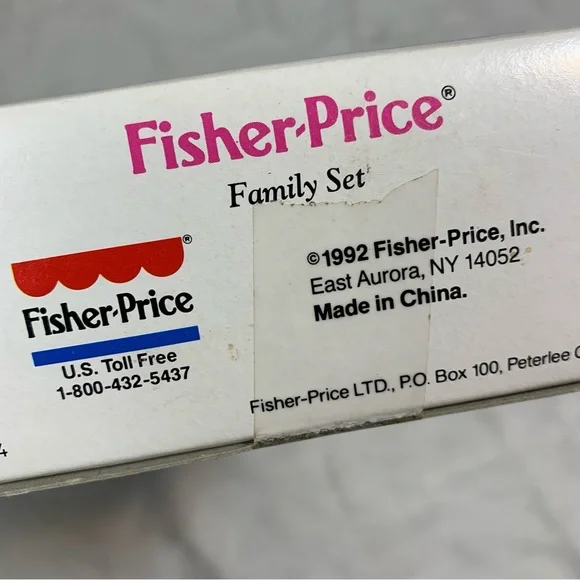 Fisher-Price®
Family Set
®
Fisher-Price
U.S. Toll Free
1-800-432-5437
©1992 Fisher-Price, Inc.
East Aurora, NY 14052
Made in China.
Fisher-Price LTD., P.O. Box 100, Peterlee
4